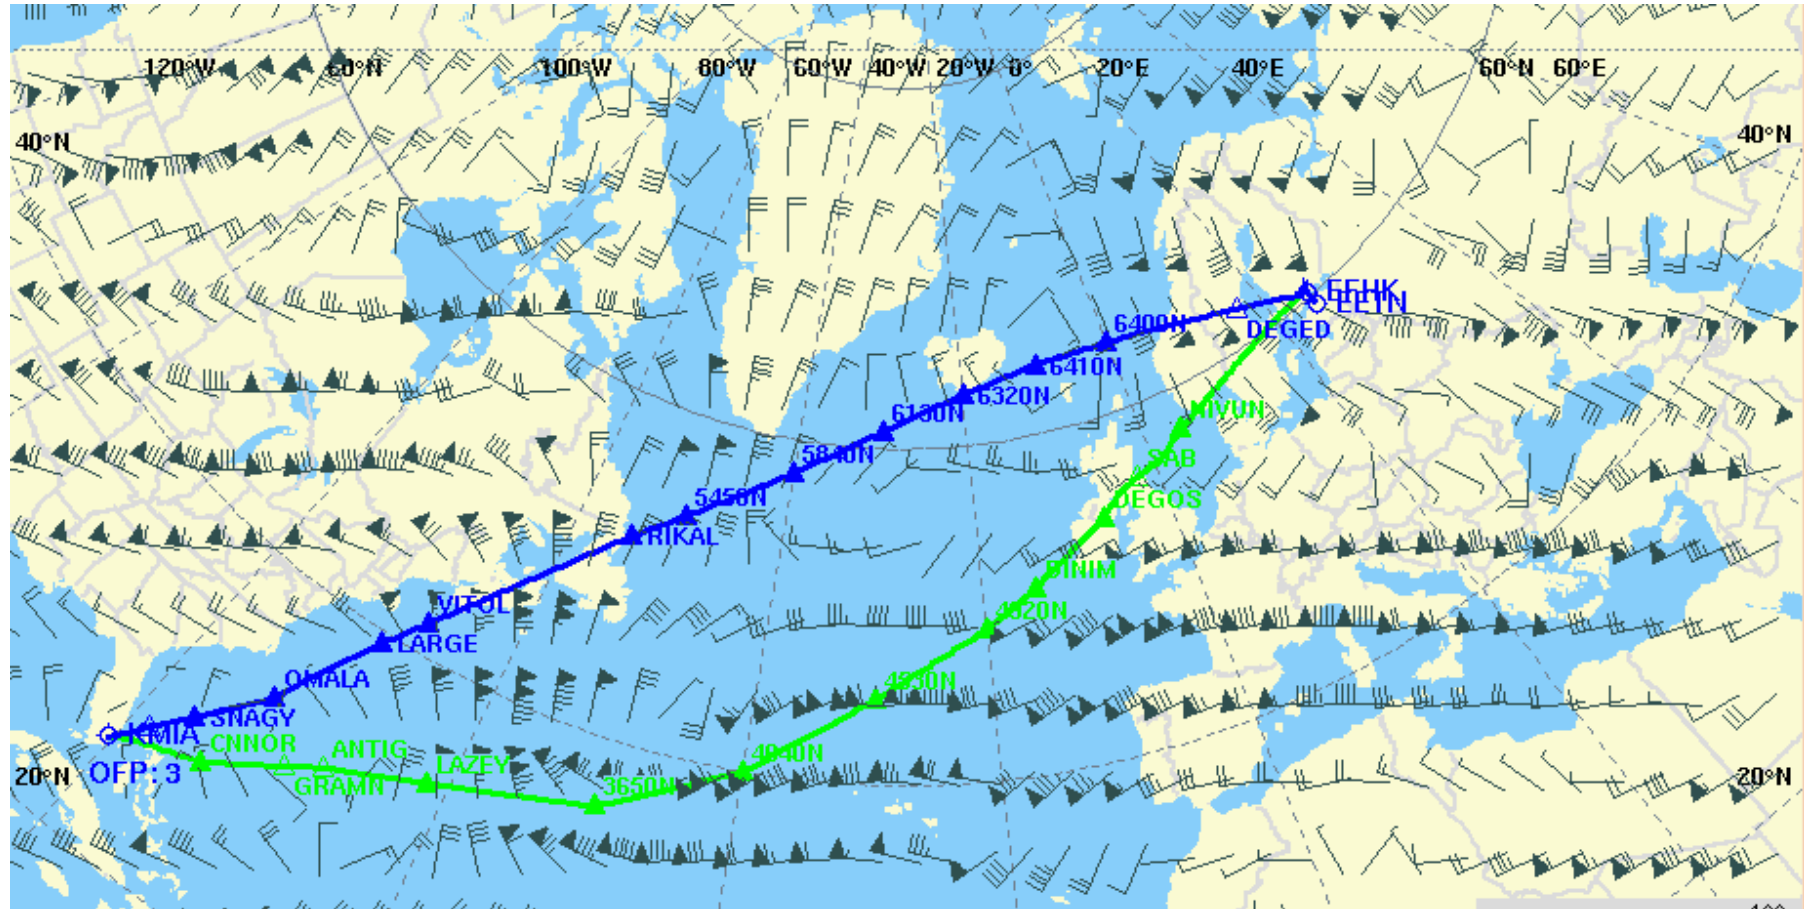 120°W 60°N 100°W 80°W 60°W 40°W 20°W 0° 20°E 40°E 60°N 60°E
40°N 40°N
EFHK
EETN
6400N DEGED
6410N
6320N
6130N NIVUN
5840N SAB
5450N DEGOS
RIKAL
DINIM
VITOL 4820N
LARGE
OMALA 4530N
SNAGY
KMIA
CNNOR ANTIG
LAZEY 4040N
20°N OFP: 3 GRAMN 3650N 20°N